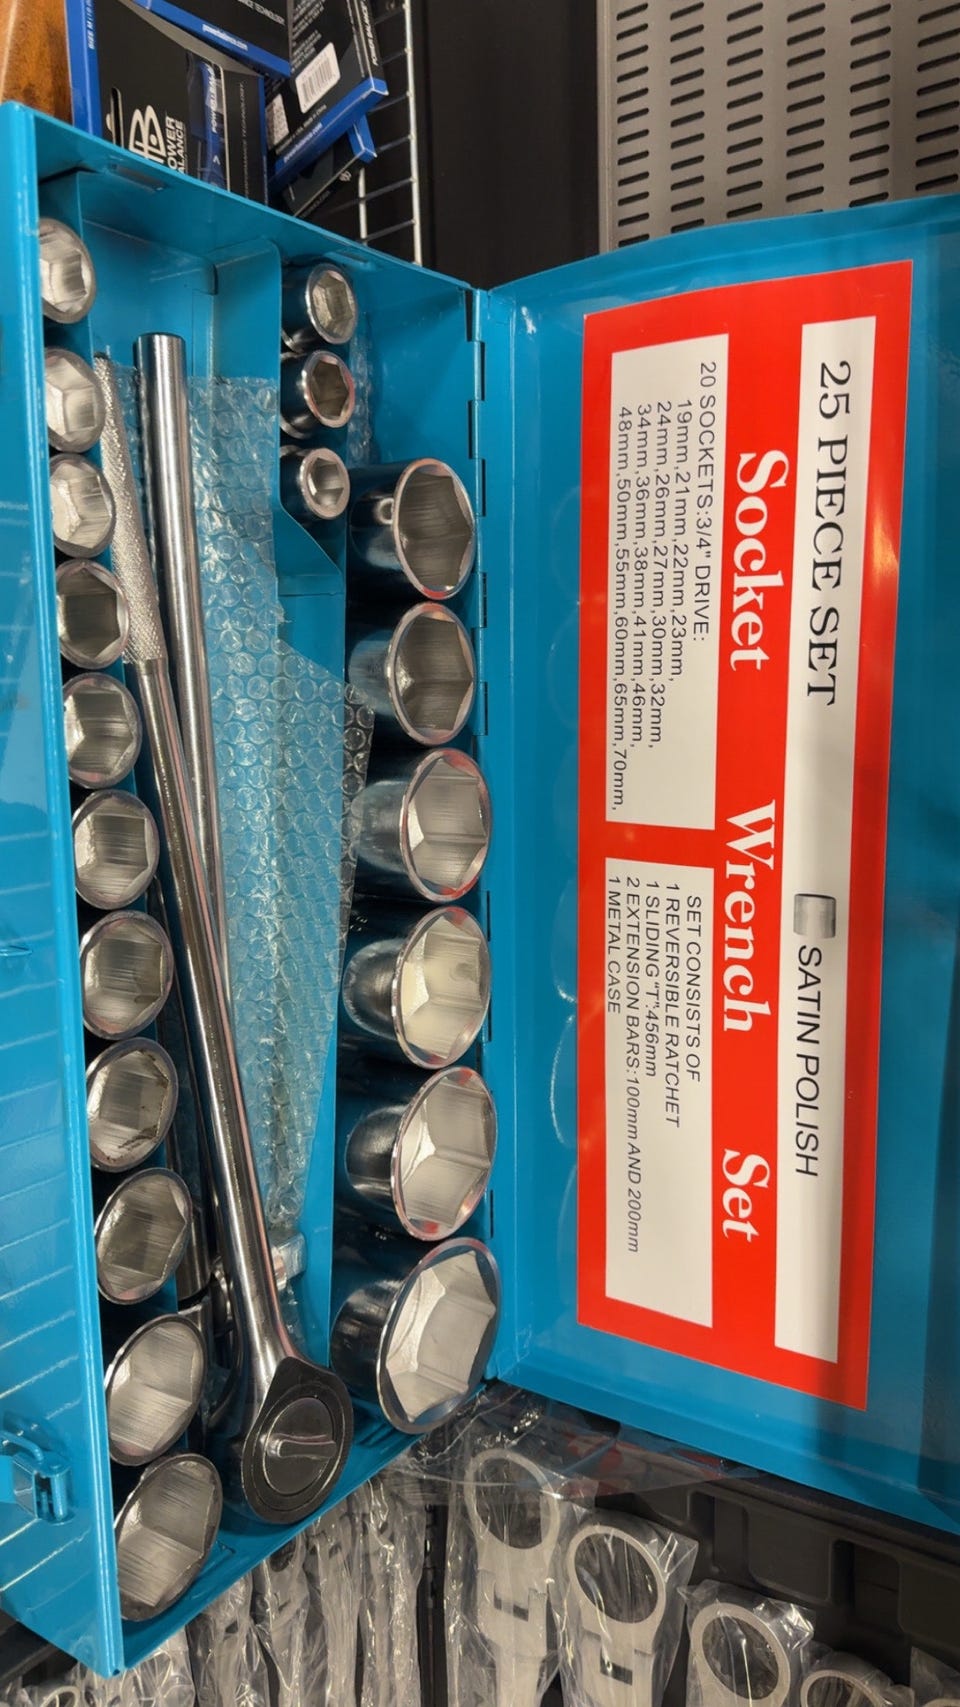 25 PIECE SET SATIN POLISH
Socket Wrench Set
20 SOCKETS:3/4" DRIVE:
19mm,21mm,22mm,23mm,
24mm,26mm,27mm,30mm,32mm,
34mm,36mm,38mm,41mm,46mm,
48mm,50mm,55mm,60mm,65mm,70mm,
SET CONSISTS OF
1 REVERSIBLE RATCHET
1 SLIDING "T":456mm
2 EXTENSION BARS:100mm AND 200mm
1 METAL CASE
powerbalance.com